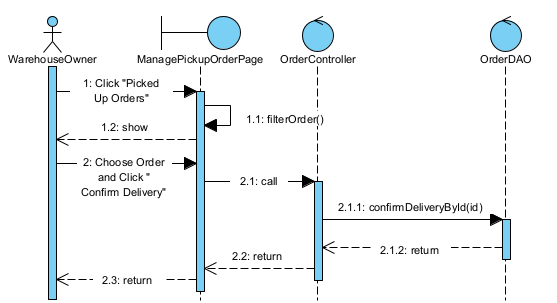 WarehouseOwner
ManagePickupOrderPage
OrderController
OrderDAO
1: Click "Picked
Up Orders"
1.1: filterOrder()
1.2: show
2: Choose Order
and Click "
Confirm Delivery"
2.1: call
2.1.1: confirmDeliveryById(id)
2.1.2: return
2.2: return
2.3: return